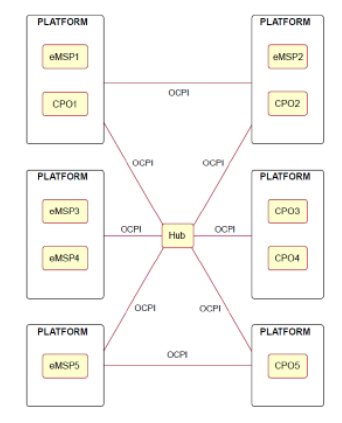 PLATFORM PLATFORM
eMSP1 eMSP2
OCPI
CPO1 CPO2
OCPI OCPI
PLATFORM PLATFORM
eMSP3 CPO3
OCPI Hub OCPI
eMSP4 CPO4
OCPI OCPI
PLATFORM PLATFORM
OCPI
eMSP5 CPO5